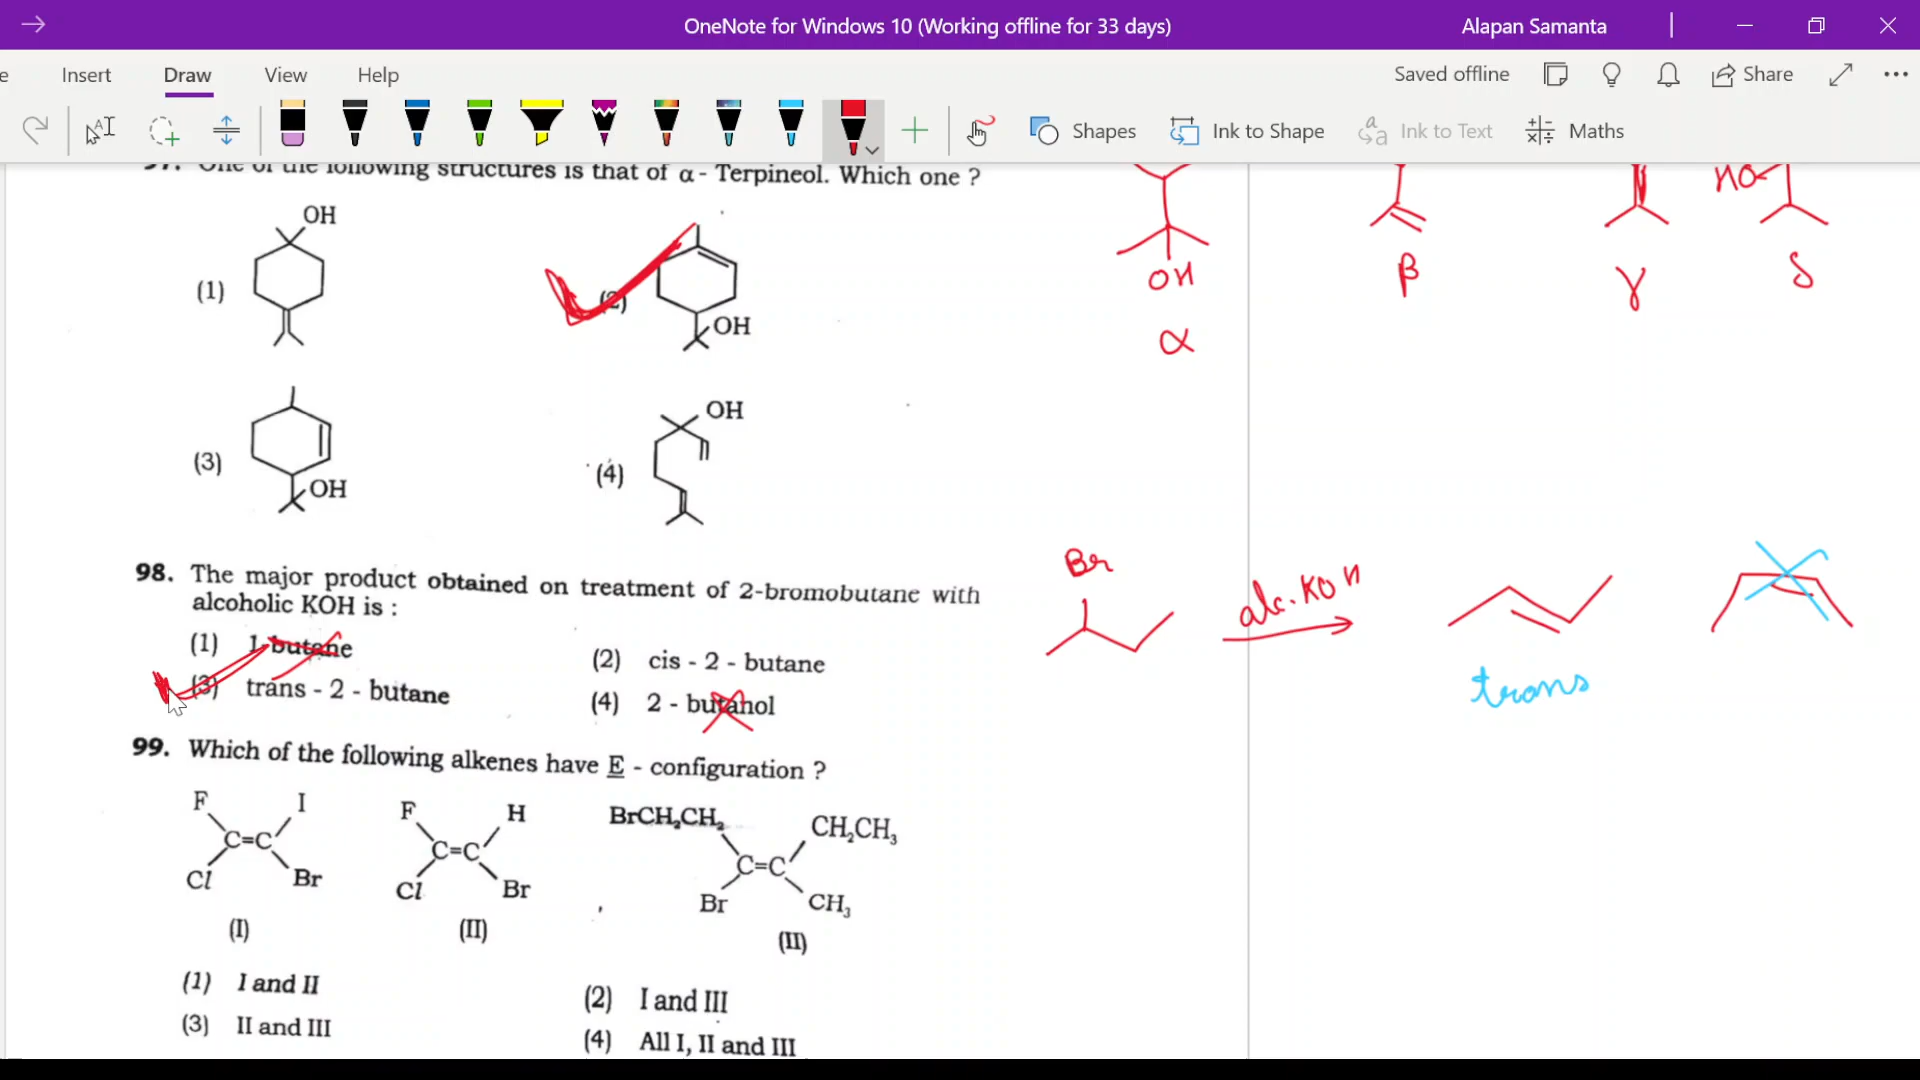 OneNote for Windows 10 (Working offline for 33 days)
Alapan Samanta
e Insert Draw View Help
Saved offline
Share
Shapes
Ink to Shape
Ink to Text
Maths
97. One of the following structures is that of α - Terpineol. Which one ?
HO
OH
(1)
(2)
OH
OH
α
β
γ
δ
(3)
OH
(4)
OH
98. The major product obtained on treatment of 2-bromobutane with
alcoholic KOH is :
(1) 1-butane
(2) cis - 2 - butane
(3) trans - 2 - butane
(4) 2 - butanol
Br
alc. KOH
trans
99. Which of the following alkenes have E - configuration ?
F I
C=C
Cl Br
(I)
F H
C=C
Cl Br
(II)
BrCH2CH2 CH2CH3
C=C
Br CH3
(II)
(1) I and II
(2) I and III
(3) II and III
(4) All I, II and III